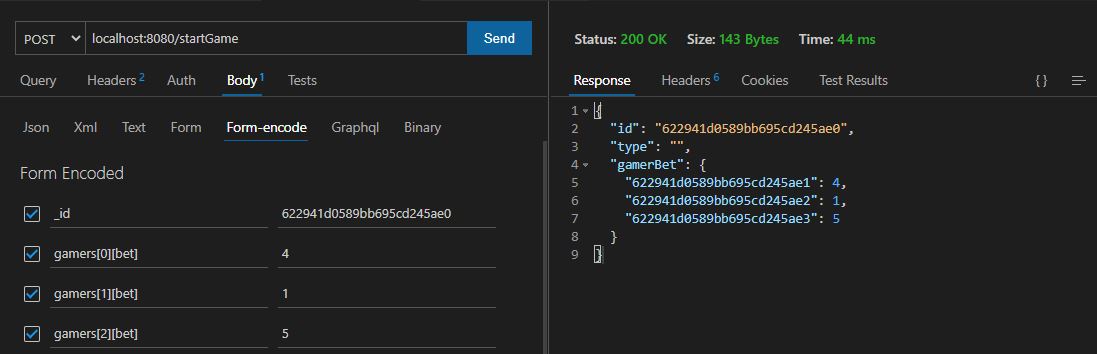 POST localhost:8080/startGame Send
Query Headers 2 Auth Body 1 Tests
Json Xml Text Form Form-encode Graphql Binary
Form Encoded
_id 622941d0589bb695cd245ae0
gamers[0][bet] 4
gamers[1][bet] 1
gamers[2][bet] 5
Status: 200 OK Size: 143 Bytes Time: 44 ms
Response Headers 6 Cookies Test Results { }
1 {
2 "id": "622941d0589bb695cd245ae0",
3 "type": "",
4 "gamerBet": {
5 "622941d0589bb695cd245ae1": 4,
6 "622941d0589bb695cd245ae2": 1,
7 "622941d0589bb695cd245ae3": 5
8 }
9 }